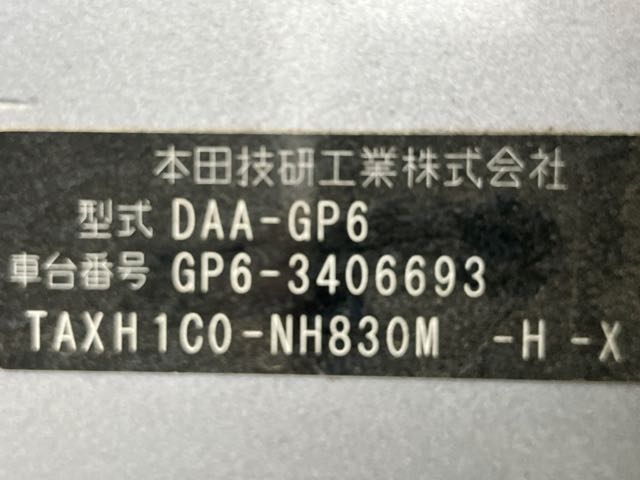 本田技研工業株式会社
型式 DAA-GP6
車台番号 GP6-3406693
TAXH1C0-NH830M -H -X